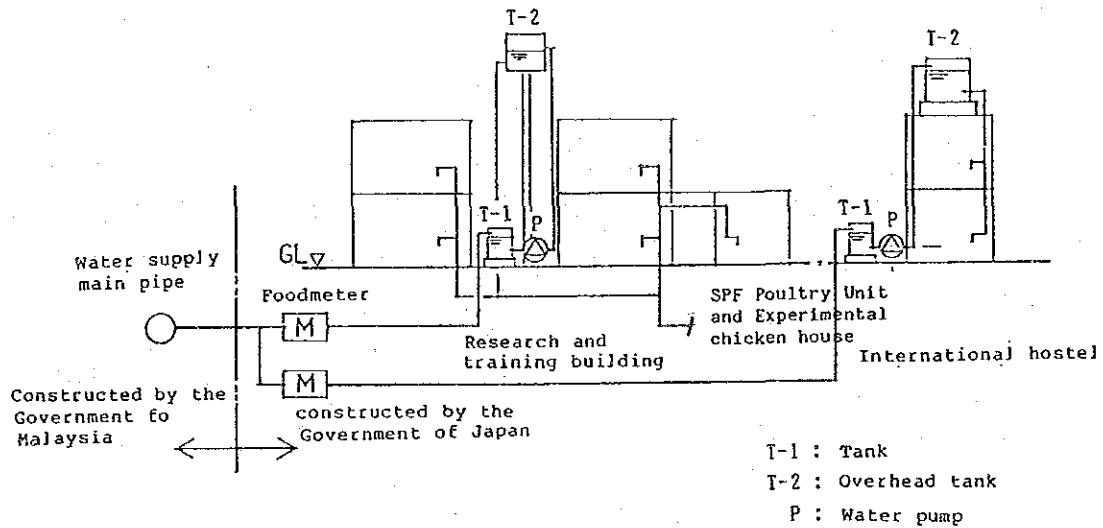 T-2
T-2
T-1
P
T-1
P
GL
Water supply
main pipe
Foodmeter
M
SPF Poultry Unit
and Experimental
chicken house
Research and
training building
International hostel
M
Constructed by the
Government fo
Malaysia
constructed by the
Government of Japan
T-1 : Tank
T-2 : Overhead tank
P : Water pump